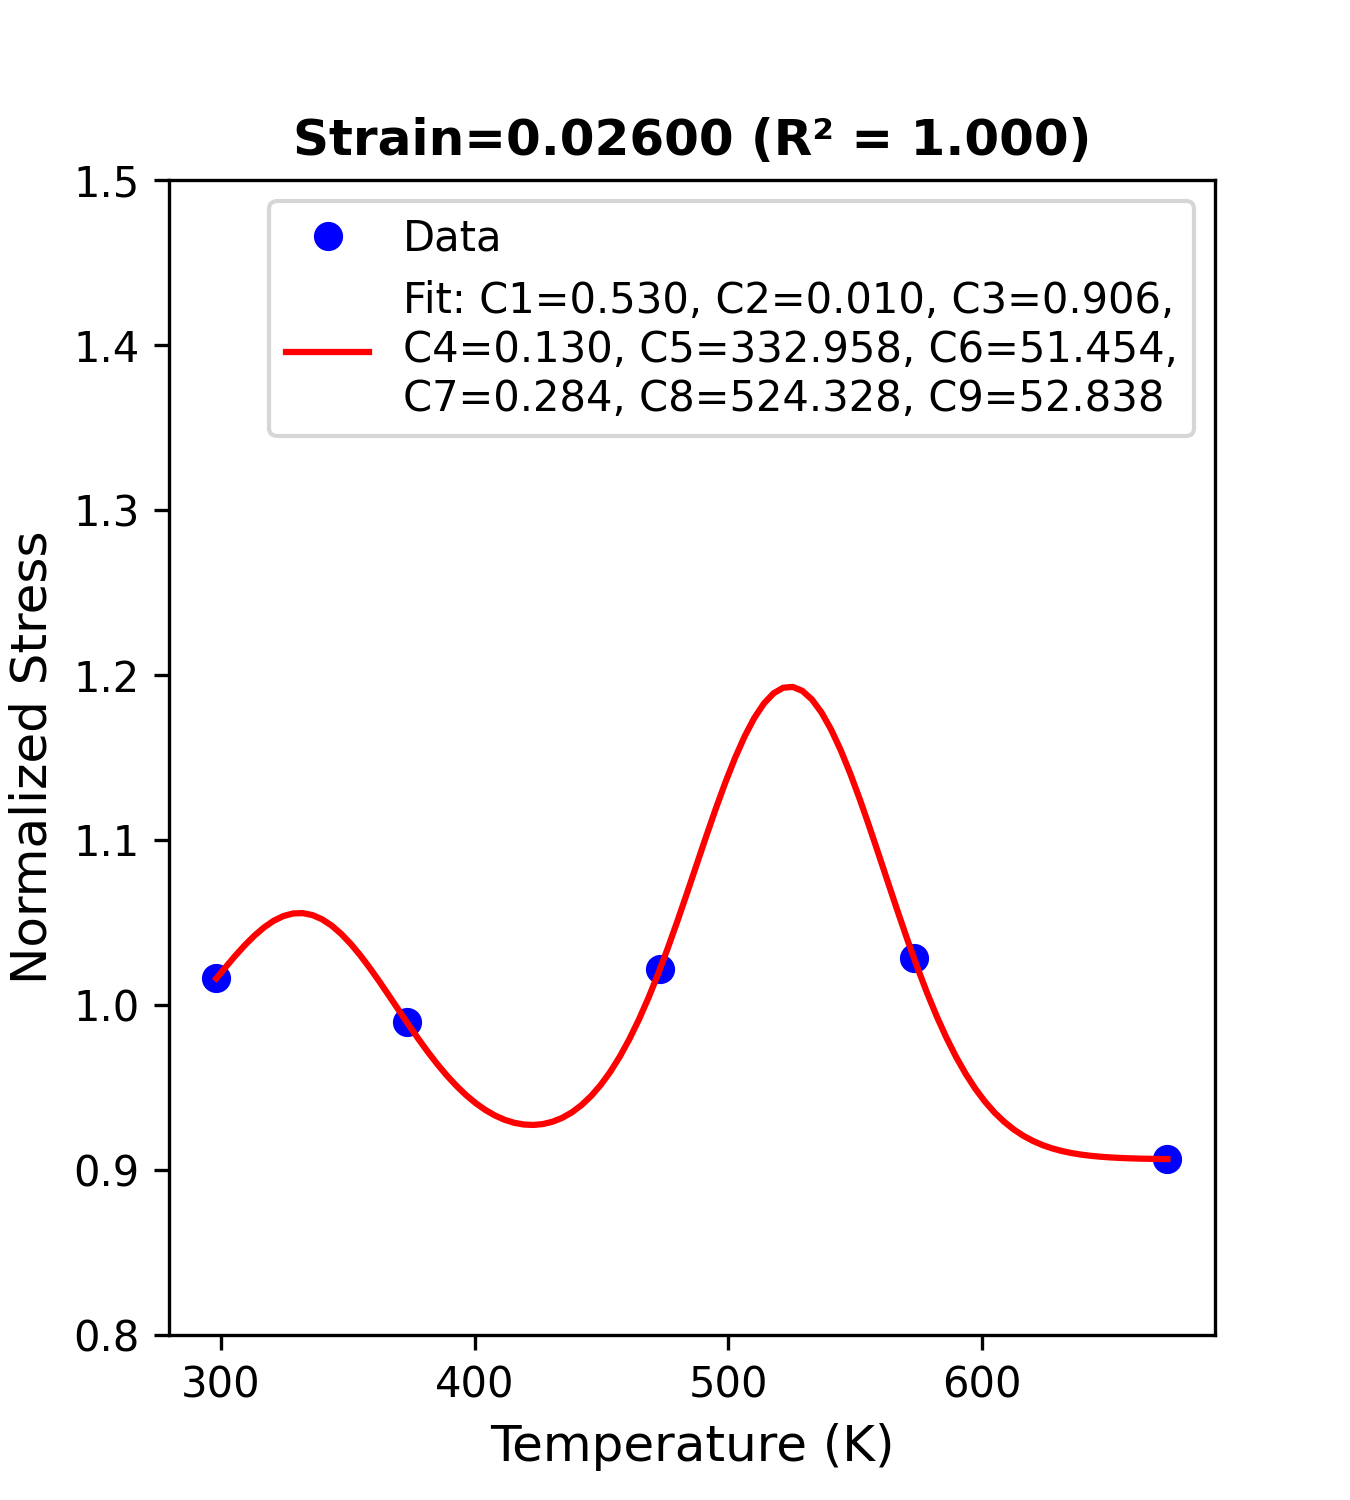 Strain=0.02600 (R² = 1.000)
1.5
1.4
1.3
1.2
1.1
1.0
0.9
0.8
Normalized Stress
Data
Fit: C1=0.530, C2=0.010, C3=0.906,
C4=0.130, C5=332.958, C6=51.454,
C7=0.284, C8=524.328, C9=52.838
300 400 500 600
Temperature (K)